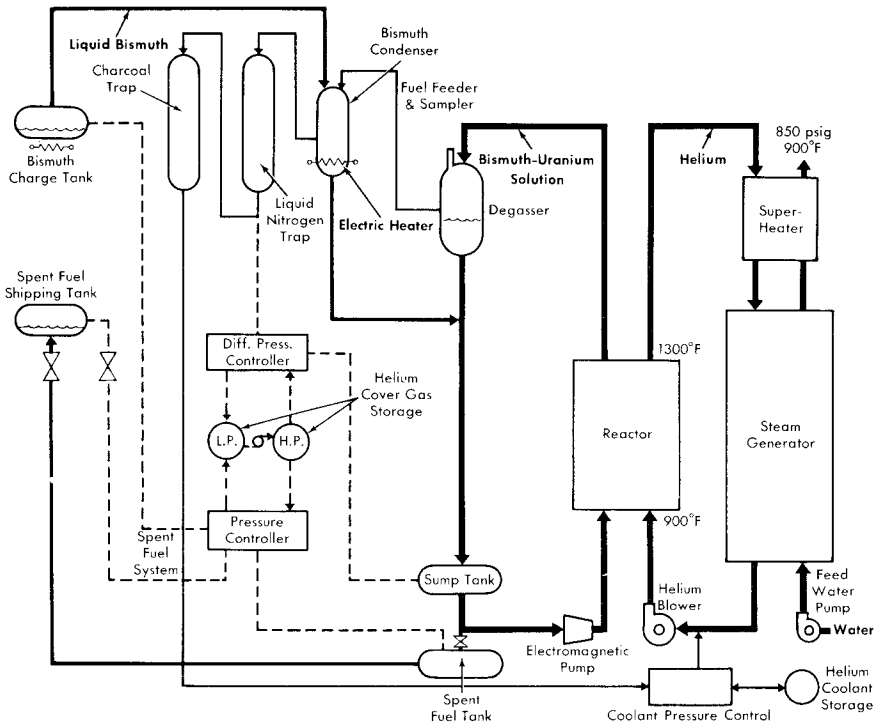 Liquid Bismuth
Charcoal
Trap
Bismuth
Condenser
Fuel Feeder
& Sampler
Bismuth
Charge Tank
Liquid
Nitrogen
Trap
Electric Heater
Bismuth-Uranium
Solution
Degasser
Helium
850 psig
900°F
Super-
Heater
Spent Fuel
Shipping Tank
Diff. Press.
Controller
Helium
Cover Gas
Storage
L.P.
H.P.
1300°F
Reactor
Steam
Generator
900°F
Pressure
Controller
Spent
Fuel
System
Sump Tank
Helium
Blower
Feed
Water
Pump
Water
Electromagnetic
Pump
Spent
Fuel Tank
Coolant Pressure Control
Helium
Coolant
Storage